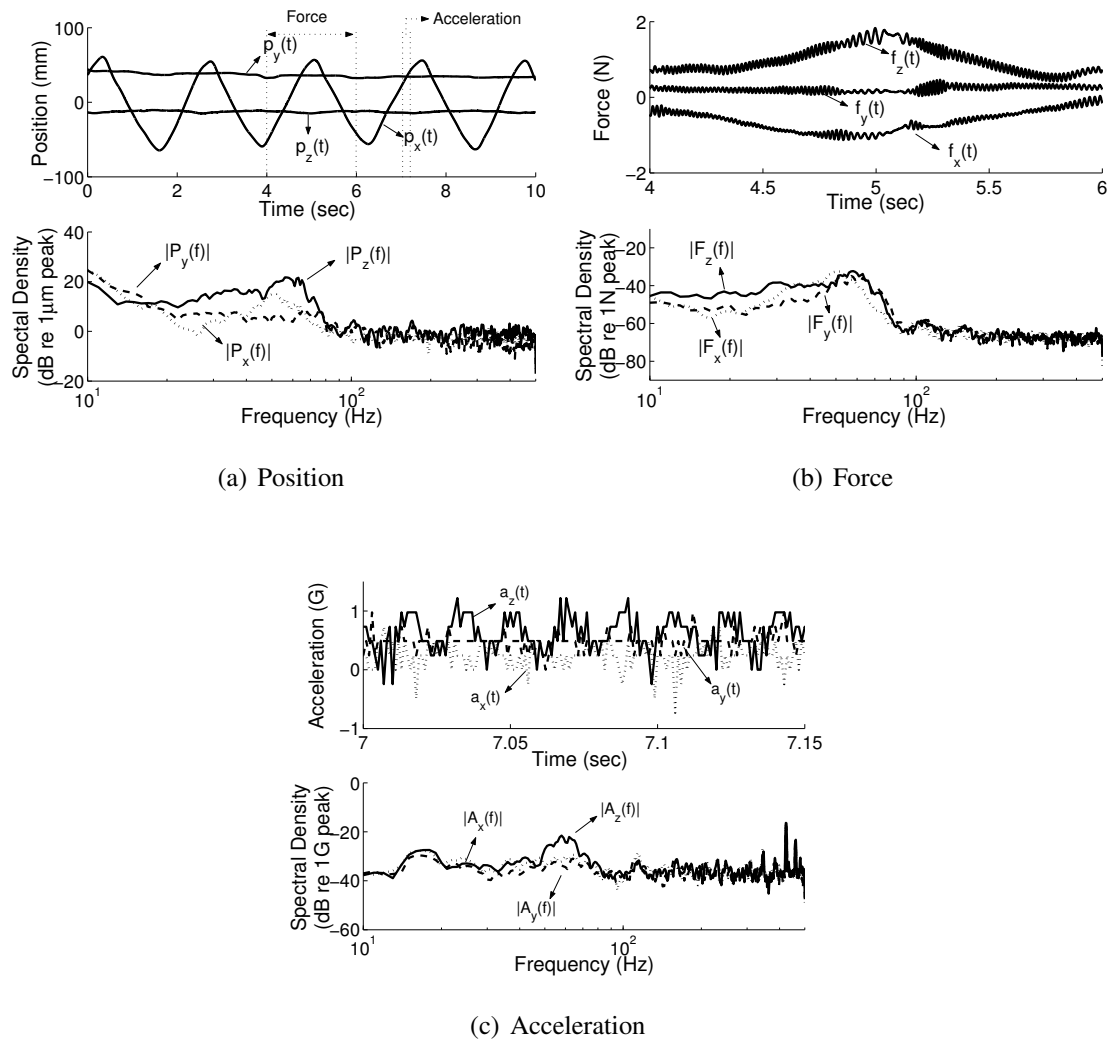 Force
Acceleration
Position (mm)
100
0
−100
p_y(t)
p_z(t)
p_x(t)
0 2 4 6 8 10
Time (sec)
Spectal Density
(dB re 1μm peak)
40
20
0
−20
|P_y(f)|
|P_z(f)|
|P_x(f)|
10^1 10^2
Frequency (Hz)
(a) Position
Force (N)
2
0
−2
f_z(t)
f_y(t)
f_x(t)
4 4.5 5 5.5 6
Time (sec)
Spectral Density
(dB re 1N peak)
−20
−40
−60
−80
|F_z(f)|
|F_y(f)|
|F_x(f)|
10^1 10^2
Frequency (Hz)
(b) Force
Acceleration (G)
1
0
−1
a_z(t)
a_x(t)
a_y(t)
7 7.05 7.1 7.15
Time (sec)
Spectral Density
(dB re 1G peak)
0
−20
−40
−60
|A_x(f)|
|A_z(f)|
|A_y(f)|
10^1 10^2
Frequency (Hz)
(c) Acceleration